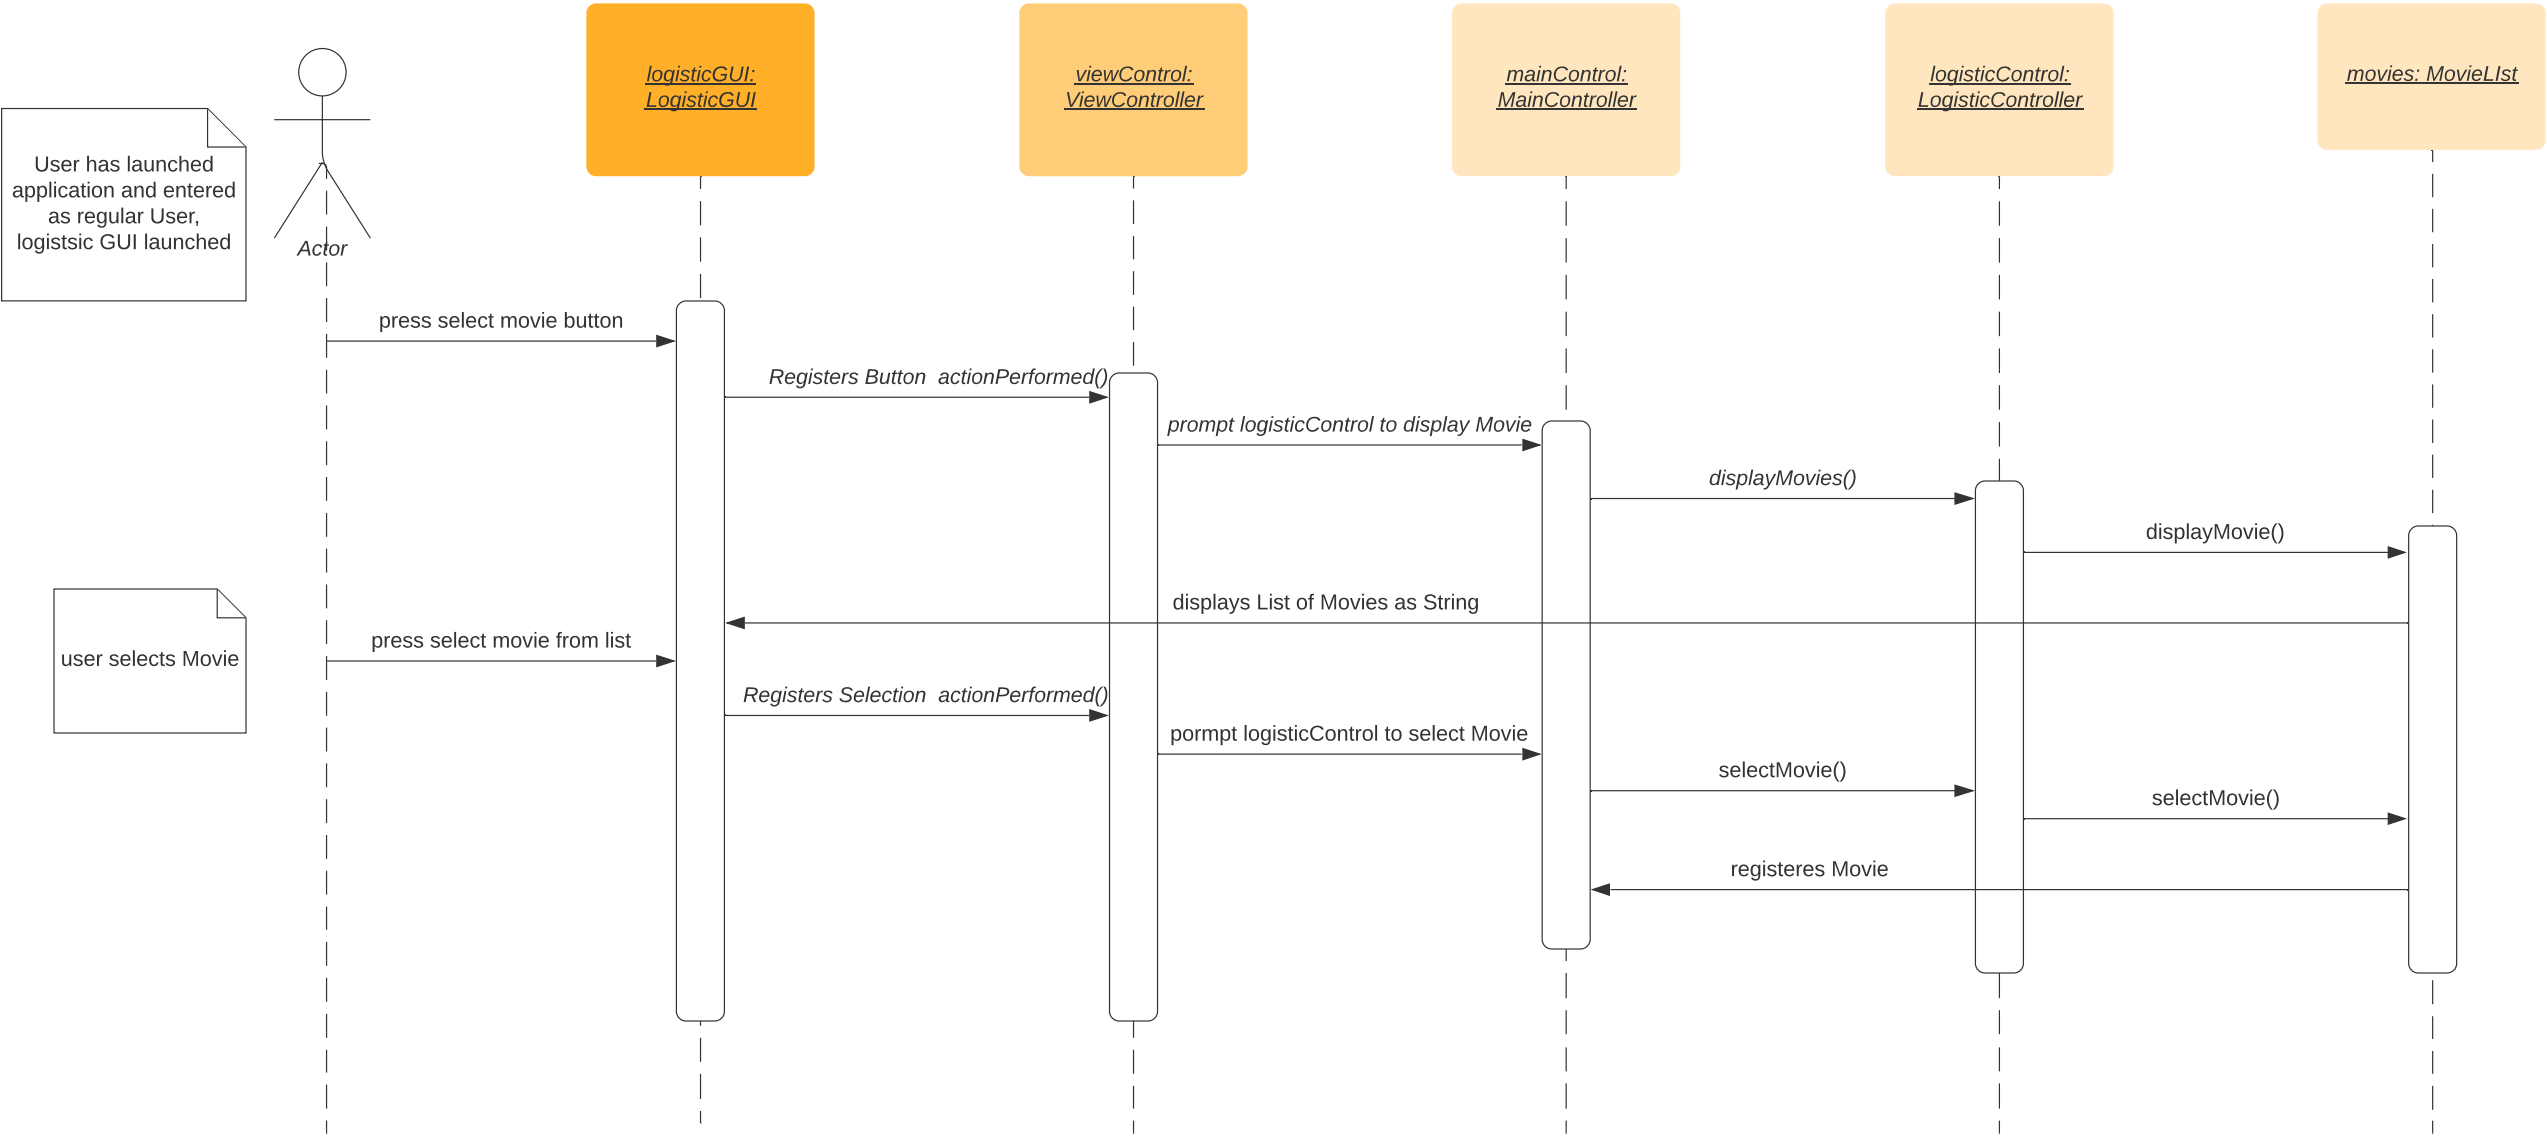 logisticGUI:
LogisticGUI
viewControl:
ViewController
mainControl:
MainController
logisticControl:
LogisticController
movies: MovieLIst
User has launched
application and entered
as regular User,
logistsic GUI launched
Actor
press select movie button
Registers Button  actionPerformed()
prompt logisticControl to display Movie
displayMovies()
displayMovie()
displays List of Movies as String
user selects Movie
press select movie from list
Registers Selection  actionPerformed()
pormpt logisticControl to select Movie
selectMovie()
selectMovie()
registeres Movie